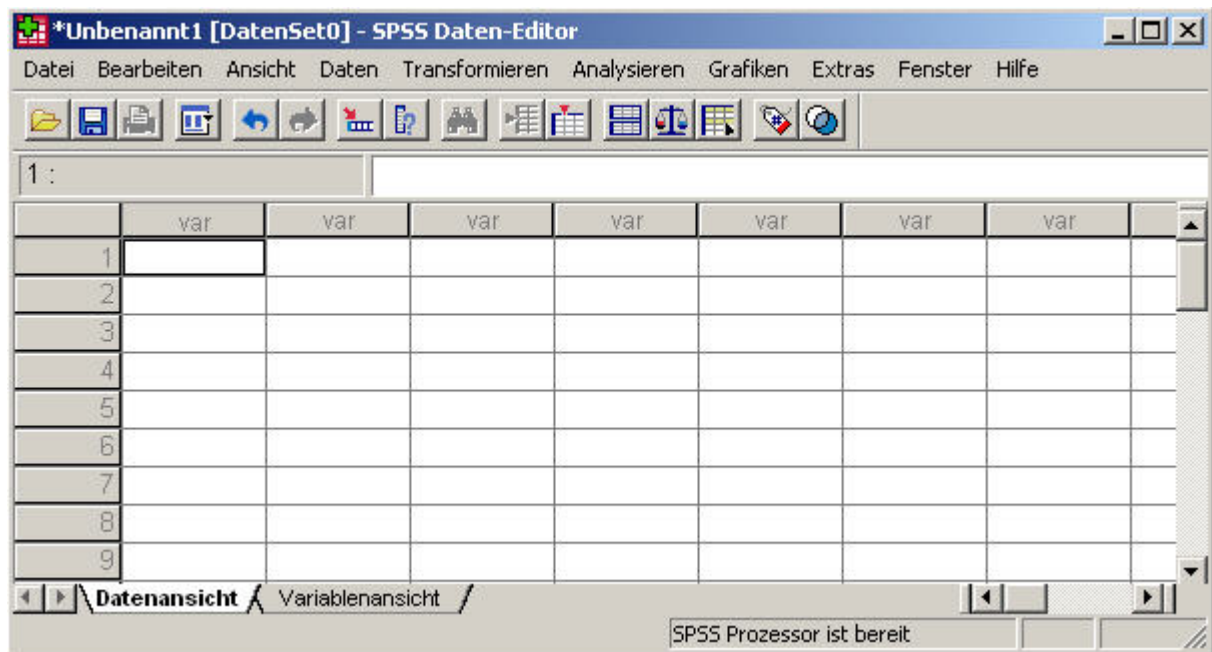 *Unbenannt1 [DatenSet0] - SPSS Daten-Editor
Datei Bearbeiten Ansicht Daten Transformieren Analysieren Grafiken Extras Fenster Hilfe
1 :
var var var var var var var
1
2
3
4
5
6
7
8
9
Datenansicht Variablenansicht
SPSS Prozessor ist bereit